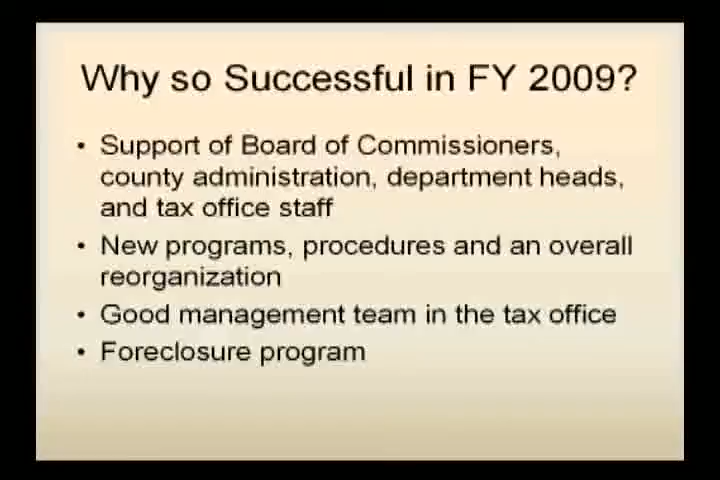 Why so Successful in FY 2009?
• Support of Board of Commissioners,
county administration, department heads,
and tax office staff
• New programs, procedures and an overall
reorganization
• Good management team in the tax office
• Foreclosure program